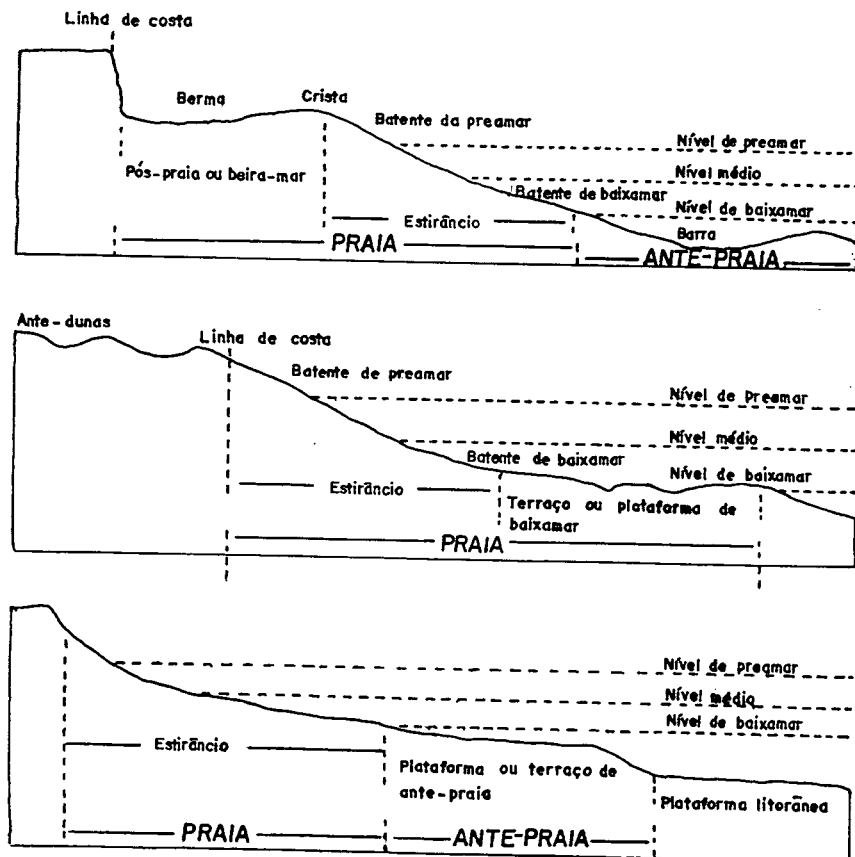 Linha de costa
Berma
Crista
Batente da preamar
Nível de preamar
Nível médio
Pós-praia ou beira-mar
Batente de baixamar
Nível de baixamar
Estirâncio
Barra
PRAIA
ANTE-PRAIA
Ante-dunas
Linha de costa
Batente de preamar
Nível de Preamar
Nível médio
Batente de baixamar
Nível de baixamar
Estirâncio
Terraço ou plataforma de
baixamar
PRAIA
Nível de preamar
Nível médio
Nível de baixamar
Estirâncio
Plataforma ou terraço de
ante-praia
Plataforma litorânea
PRAIA
ANTE-PRAIA